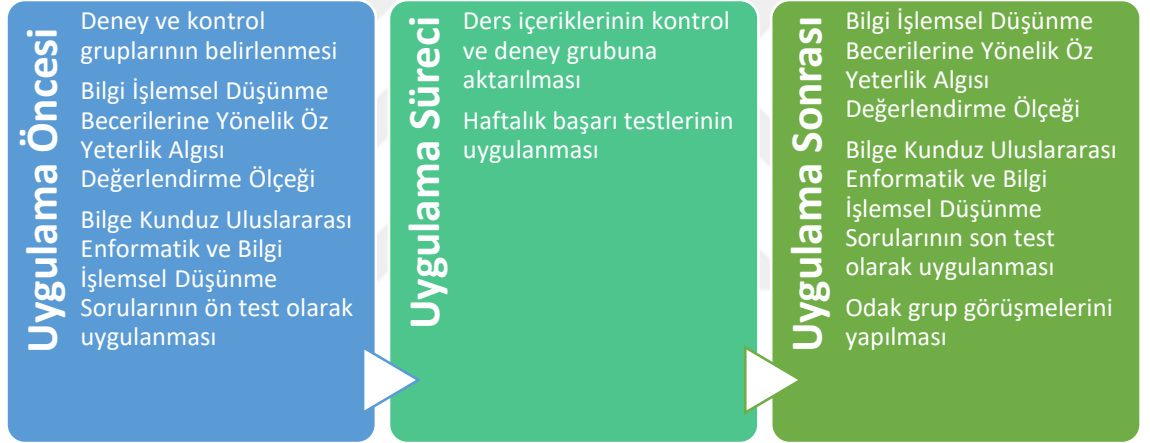 Uygulama Öncesi
Deney ve kontrol
gruplarının belirlenmesi
Bilgi İşlemsel Düşünme
Becerilerine Yönelik Öz
Yeterlik Algısı
Değerlendirme Ölçeği
Bilge Kunduz Uluslararası
Enformatik ve Bilgi
İşlemsel Düşünme
Sorularının ön test olarak
uygulanması
Uygulama Süreci
Ders içeriklerinin kontrol
ve deney grubuna
aktarılması
Haftalık başarı testlerinin
uygulanması
Uygulama Sonrası
Bilgi İşlemsel Düşünme
Becerilerine Yönelik Öz
Yeterlik Algısı
Değerlendirme Ölçeği
Bilge Kunduz Uluslararası
Enformatik ve Bilgi
İşlemsel Düşünme
Sorularının son test
olarak uygulanması
Odak grup görüşmelerini
yapılması